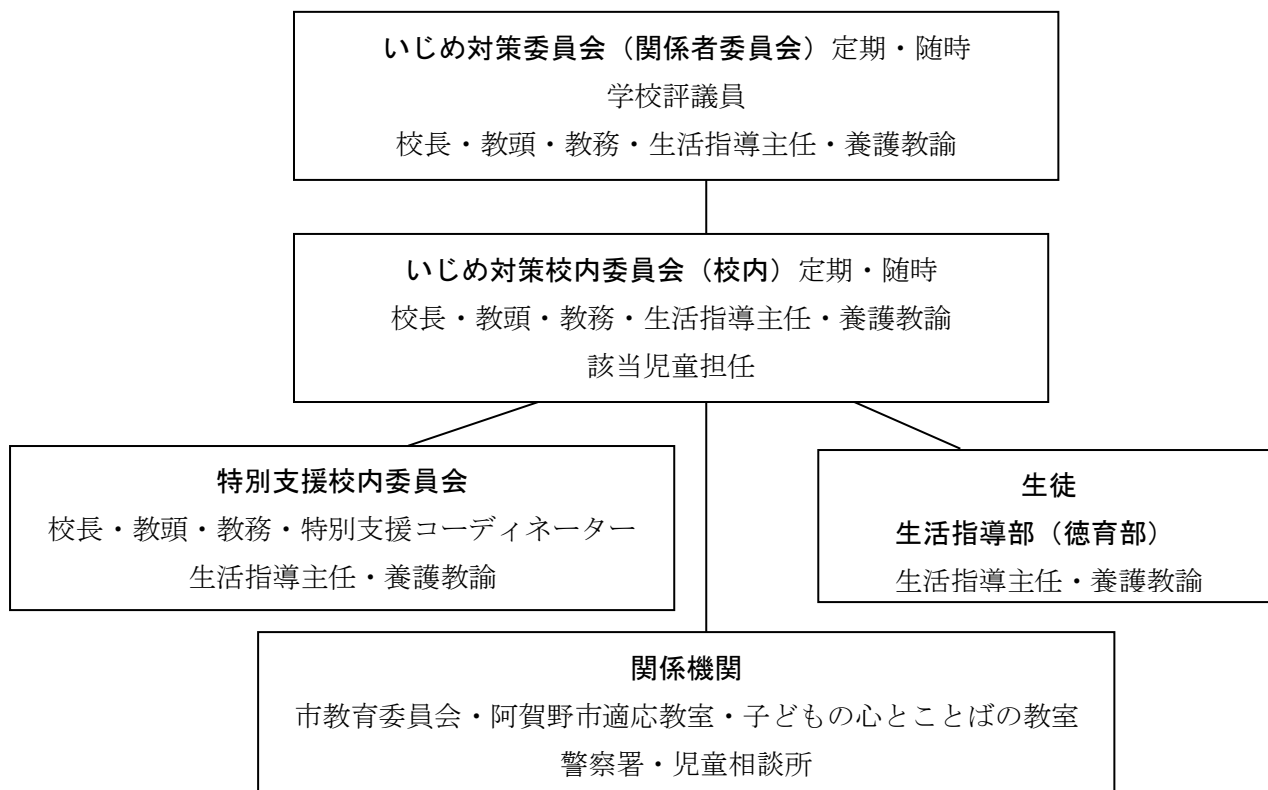 いじめ対策委員会（関係者委員会）定期・随時
学校評議員
校長・教頭・教務・生活指導主任・養護教諭
いじめ対策校内委員会（校内）定期・随時
校長・教頭・教務・生活指導主任・養護教諭
該当児童担任
特別支援校内委員会
校長・教頭・教務・特別支援コーディネーター
生活指導主任・養護教諭
生徒
生活指導部（徳育部）
生活指導主任・養護教諭
関係機関
市教育委員会・阿賀野市適応教室・子どもの心とことばの教室
警察署・児童相談所